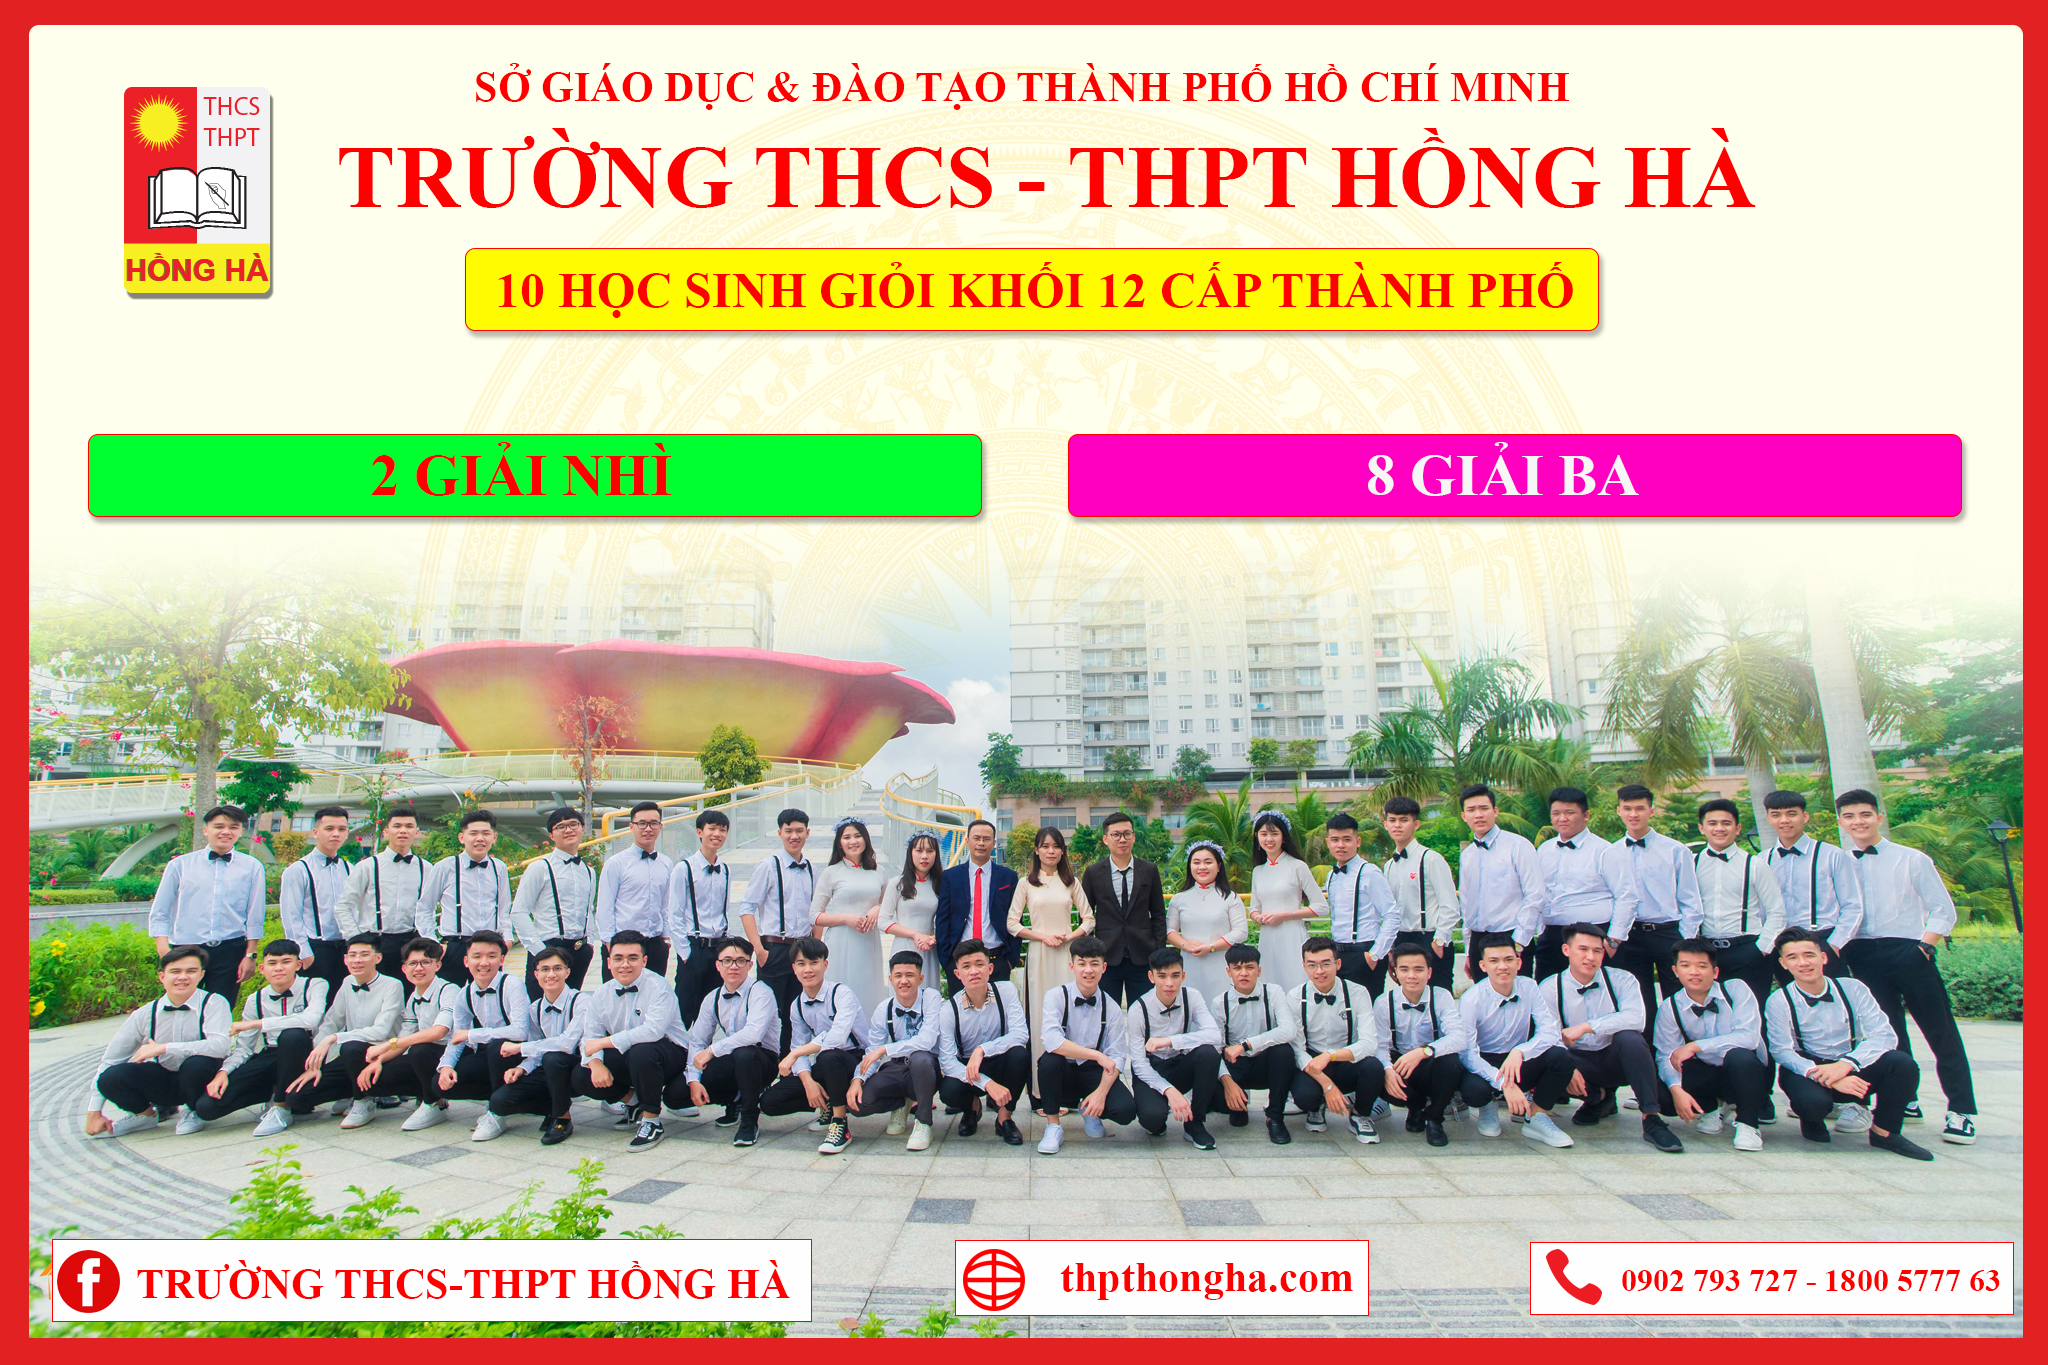 SỞ GIÁO DỤC & ĐÀO TẠO THÀNH PHỐ HỒ CHÍ MINH
THCS
THPT
HỒNG HÀ
TRƯỜNG THCS - THPT HỒNG HÀ
10 HỌC SINH GIỎI KHỐI 12 CẤP THÀNH PHỐ
2 GIẢI NHÌ
8 GIẢI BA
TRƯỜNG THCS-THPT HỒNG HÀ
thpthongha.com
0902 793 727 - 1800 5777 63